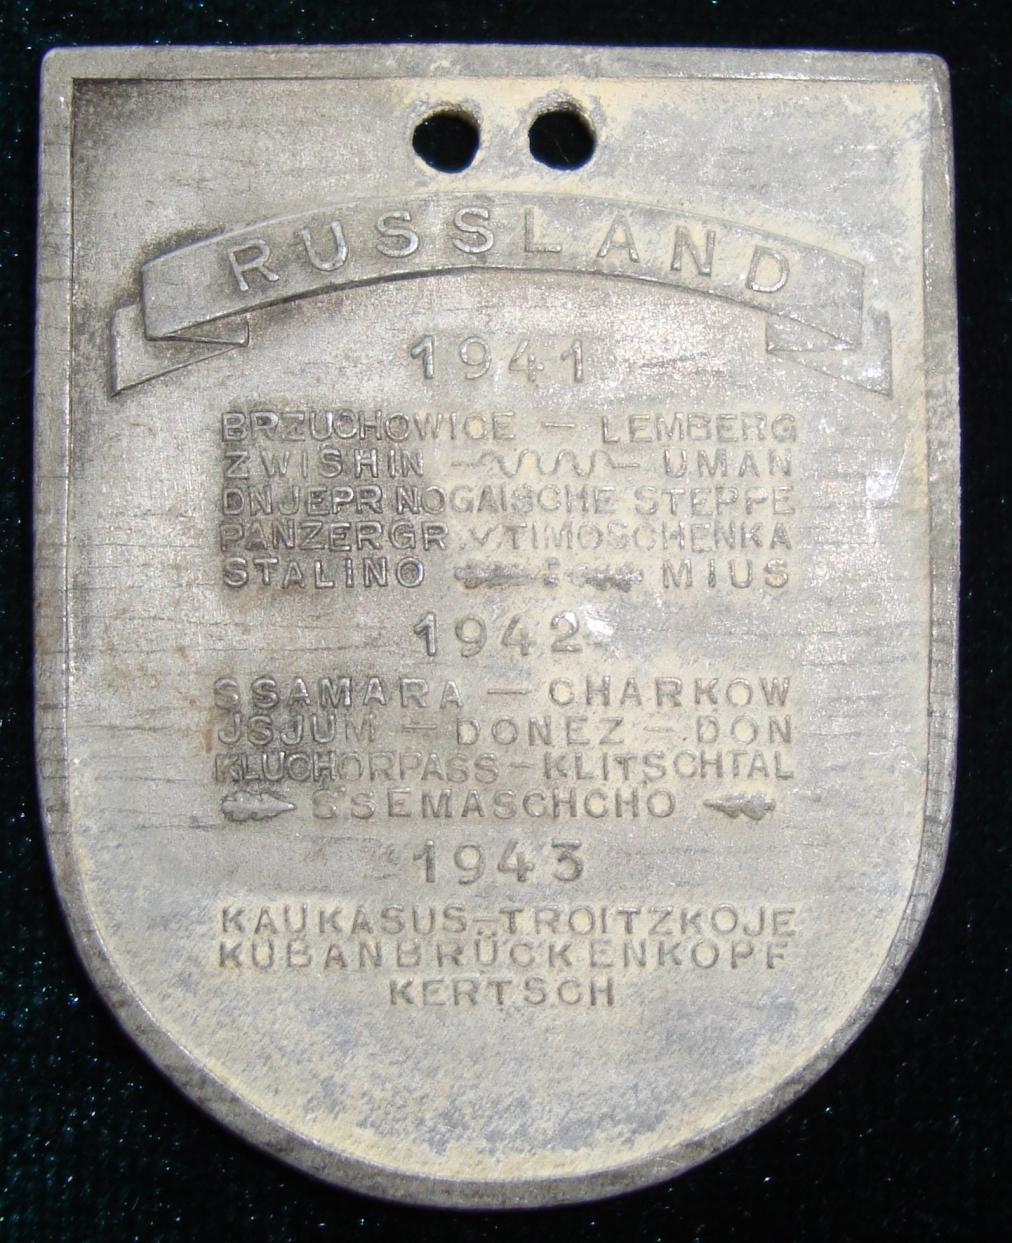 RUSSLAND
1941
BRZUCHOWICE — LEMBERG
ZWISHIN — UMAN
DNJEPR NOGAISCHE STEPPE
PANZERGR. V. TIMOSCHENKA
STALINO MIUS
1942
SSAMARA — CHARKOW
JSJUM — DONEZ — DON
KLUCHORPASS - KLITSCHTAL
SSEMASCHCHO
1943
KAUKASUS - TROITZKOJE
KUBANBRÜCKENKOPF
KERTSCH